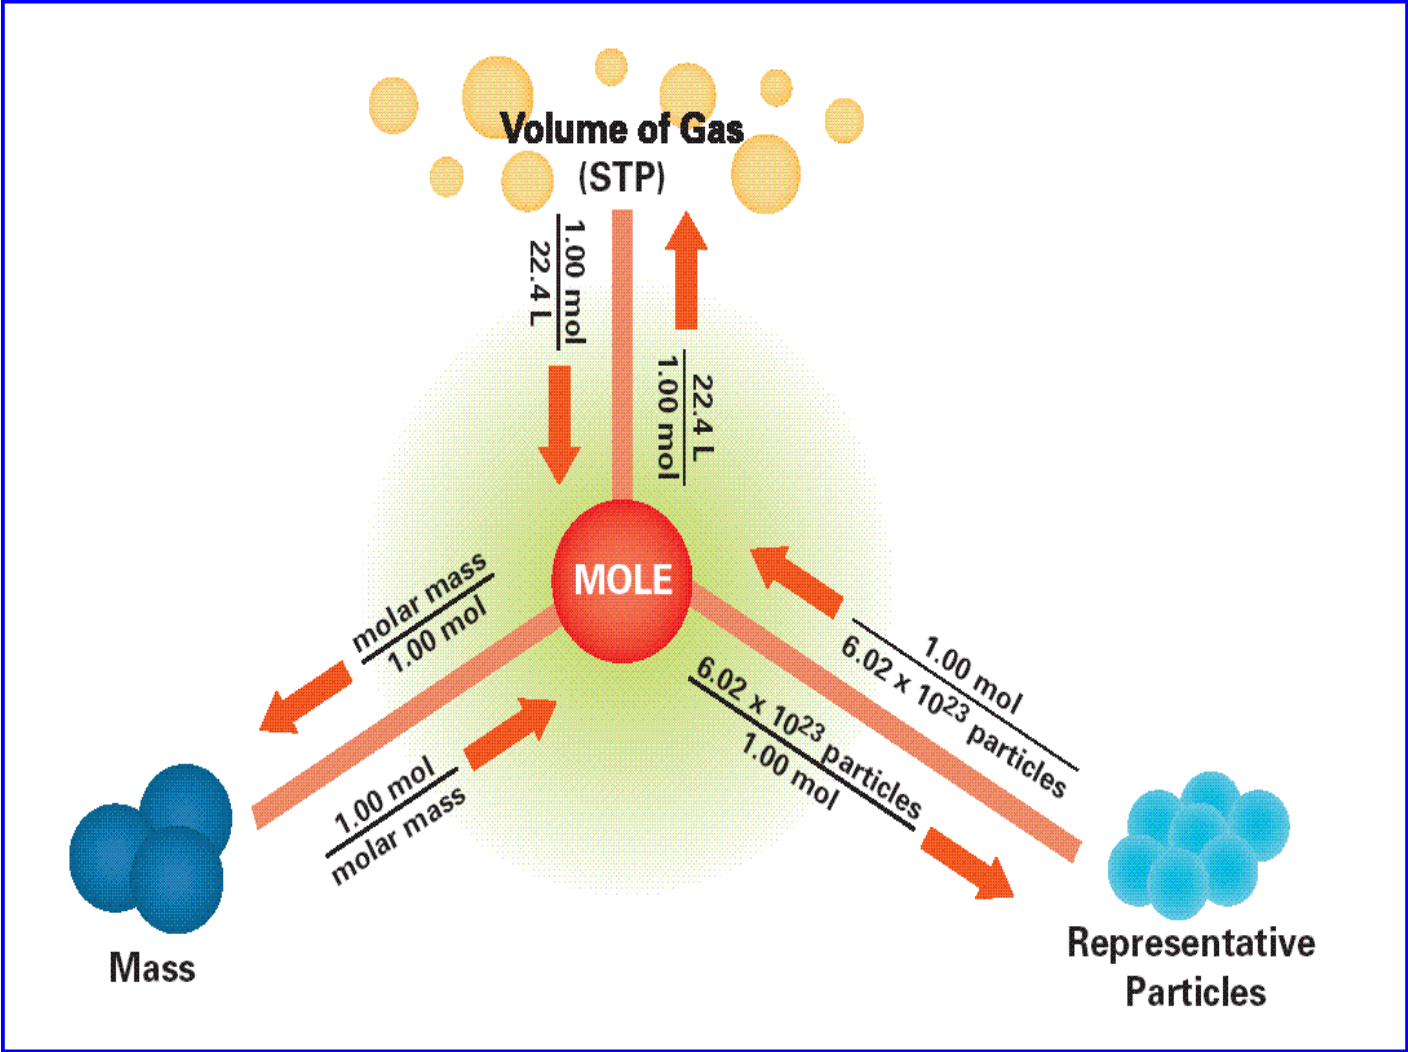 Volume of Gas
(STP)
1.00 mol
22.4 L
22.4 L
1.00 mol
MOLE
molar mass
1.00 mol
1.00 mol
molar mass
1.00 mol
6.02 x 10²³ particles
6.02 x 10²³ particles
1.00 mol
Mass
Representative
Particles